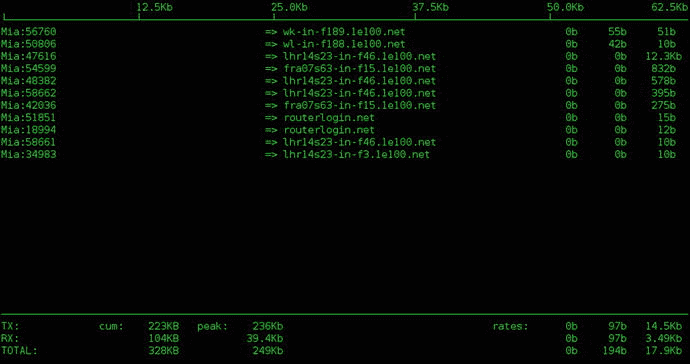 12.5Kb 25.0Kb 37.5Kb 50.0Kb 62.5Kb
Mia:56760 => wk-in-f189.1e100.net 0b 55b 51b
Mia:50806 => wl-in-f188.1e100.net 0b 42b 10b
Mia:47616 => lhr14s23-in-f46.1e100.net 0b 0b 12.3Kb
Mia:54599 => fra07s63-in-f15.1e100.net 0b 0b 832b
Mia:48382 => lhr14s23-in-f46.1e100.net 0b 0b 578b
Mia:58662 => lhr14s23-in-f46.1e100.net 0b 0b 395b
Mia:42036 => fra07s63-in-f15.1e100.net 0b 0b 275b
Mia:51851 => routerlogin.net 0b 0b 15b
Mia:18994 => routerlogin.net 0b 0b 12b
Mia:58661 => lhr14s23-in-f46.1e100.net 0b 0b 10b
Mia:34983 => lhr14s23-in-f3.1e100.net 0b 0b 10b
TX: cum: 223KB peak: 236Kb rates: 0b 97b 14.5Kb
RX: 104KB 39.4Kb 0b 97b 3.49Kb
TOTAL: 328KB 249Kb 0b 194b 17.9Kb